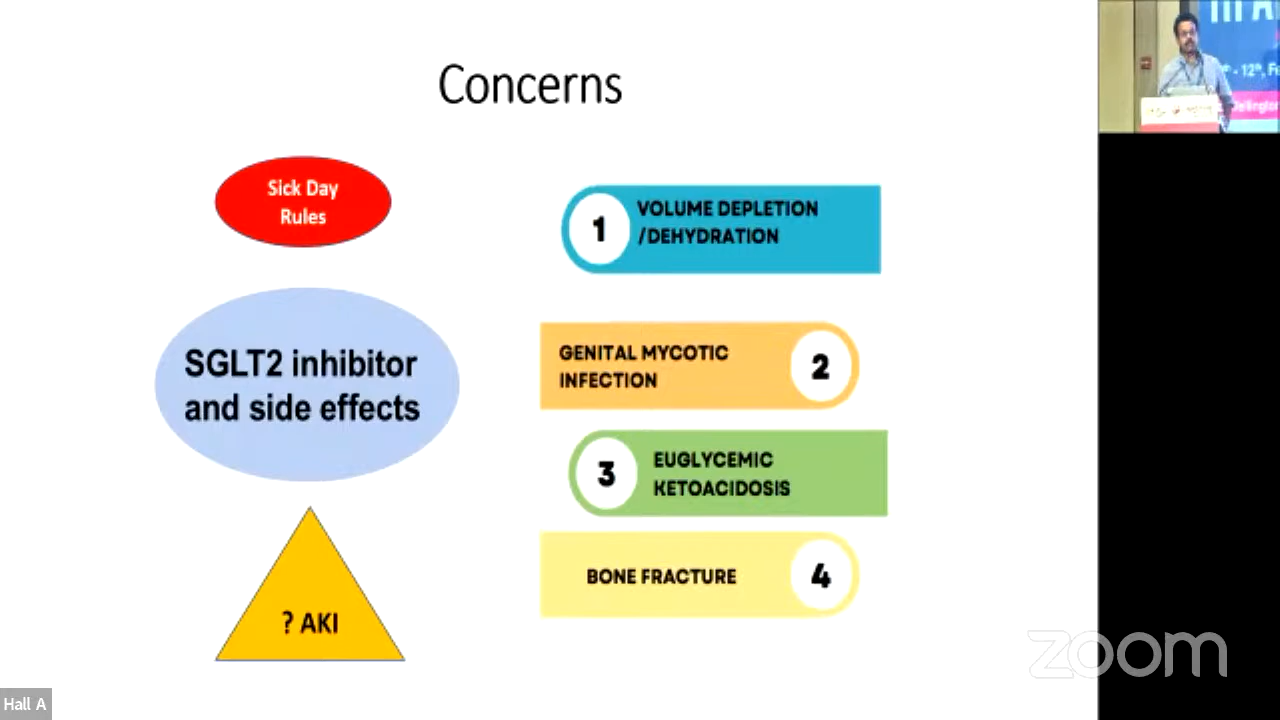 Concerns
Sick Day
Rules
SGLT2 inhibitor
and side effects
? AKI
1
VOLUME DEPLETION
/DEHYDRATION
GENITAL MYCOTIC
INFECTION
2
3
EUGLYCEMIC
KETOACIDOSIS
BONE FRACTURE
4
zoom
Hall A